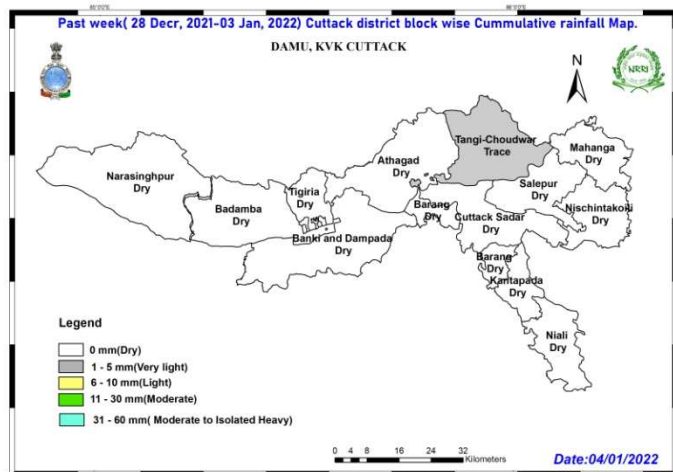 Past week( 28 Decr, 2021-03 Jan, 2022) Cuttack district block wise Cummulative rainfall Map.
DAMU, KVK CUTTACK
N
NRRI
Tangi-Choudwar
Trace
Mahanga
Dry
Athagad
Dry
Narasinghpur
Dry
Salepur
Dry
Tigiria
Dry
Badamba
Dry
Barang
Dry
Nischintakoili
Dry
Cuttack Sadar
Dry
Banki and Dampada
Dry
Barang
Dry
Kantapada
Dry
Niali
Dry
Legend
0 mm(Dry)
1 - 5 mm(Very light)
6 - 10 mm(Light)
11 - 30 mm(Moderate)
31 - 60 mm( Moderate to Isolated Heavy)
0 4 8 16 24 32
Kilometers
Date:04/01/2022